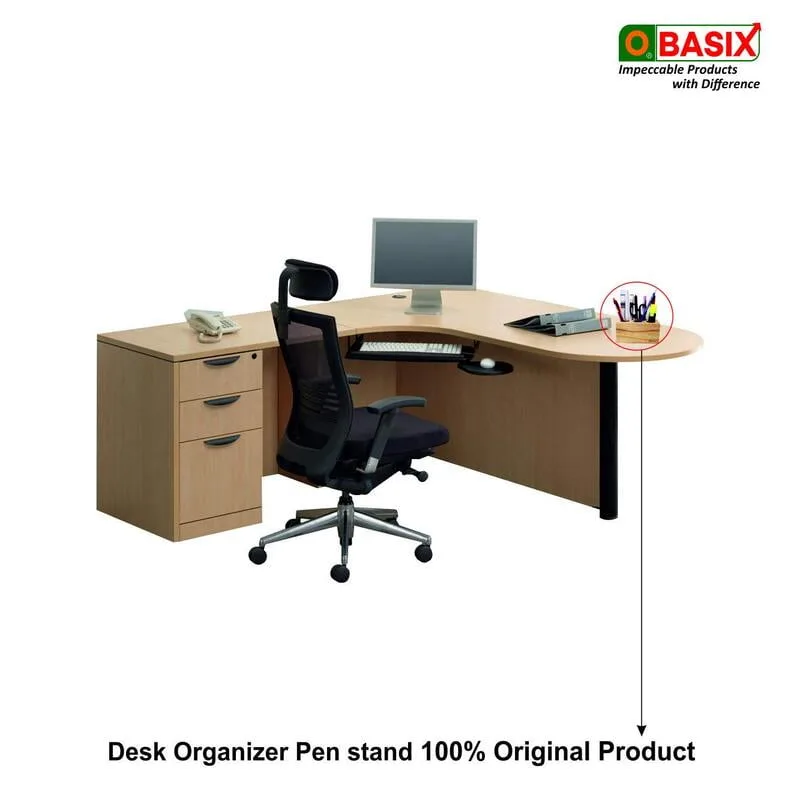 O BASIX
®
Impeccable Products
with Difference
Desk Organizer Pen stand 100% Original Product